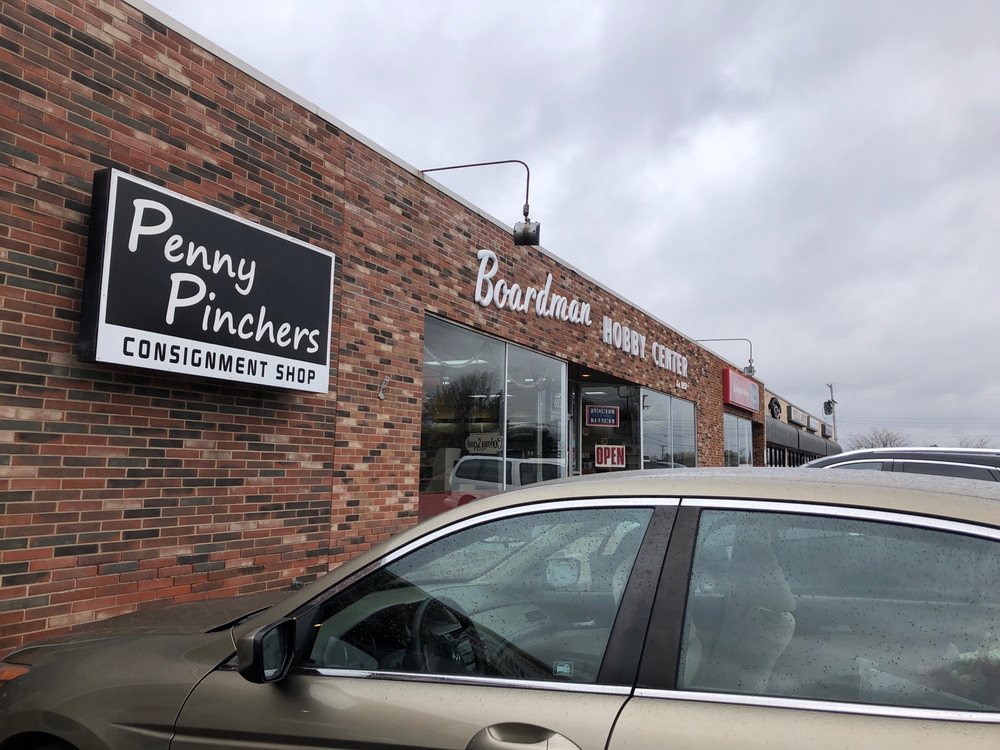 Penny
Pinchers
CONSIGNMENT SHOP
Boardman HOBBY CENTER
OPEN